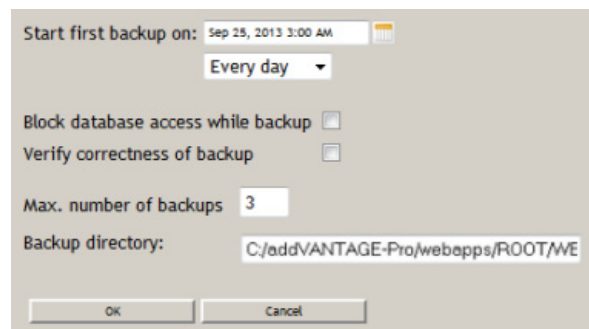 Start first backup on: Sep 25, 2013 3:00 AM
Every day
Block database access while backup
Verify correctness of backup
Max. number of backups 3
Backup directory: C:/addVANTAGE-Pro/webapps/ROOT/WE
OK Cancel